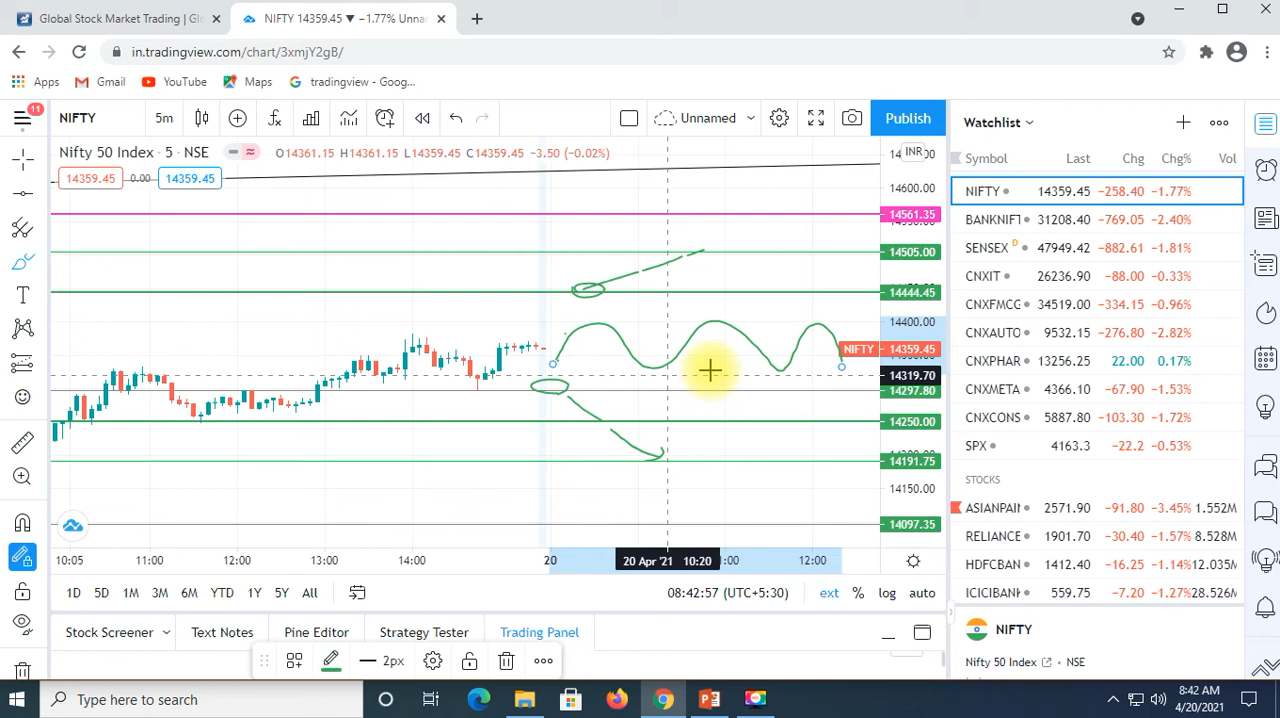 Global Stock Market Trading | Glo
NIFTY 14359.45 ▼ −1.77% Unnar
in.tradingview.com/chart/3xmjY2gB/
Apps Gmail YouTube Maps tradingview - Goog...
11
NIFTY 5m Unnamed Publish
Nifty 50 Index · 5 · NSE O14361.15 H14361.15 L14359.45 C14359.45 −3.50 (−0.02%) INR
14359.45 0.00 14359.45
14600.00
14561.35
14505.00
14444.45
14400.00
NIFTY 14359.45
14319.70
14297.80
14250.00
14191.75
14150.00
14097.35
10:05 11:00 12:00 13:00 14:00 20 20 Apr '21 10:20 12:00
1D 5D 1M 3M 6M YTD 1Y 5Y All 08:42:57 (UTC+5:30) ext % log auto
Stock Screener Text Notes Pine Editor Strategy Tester Trading Panel
2px
Watchlist
Symbol Last Chg Chg% Vol
NIFTY 14359.45 −258.40 −1.77%
BANKNIFT 31208.40 −769.05 −2.40%
SENSEX D 47949.42 −882.61 −1.81%
CNXIT 26236.90 −88.00 −0.33%
CNXFMCG 34519.00 −334.15 −0.96%
CNXAUTO 9532.15 −276.80 −2.82%
CNXPHAR 13256.25 22.00 0.17%
CNXMETA 4366.10 −67.90 −1.53%
CNXCONS 5887.80 −103.30 −1.72%
SPX 4163.3 −22.2 −0.53%
STOCKS
ASIANPAIN 2571.90 −91.80 −3.45% 1.552M
RELIANCE 1901.70 −30.40 −1.57% 8.528M
HDFCBAN 1412.40 −16.25 −1.14% 12.035M
ICICIBANK 559.75 −7.20 −1.27% 28.526M
NIFTY
Nifty 50 Index NSE
Type here to search
8:42 AM
4/20/2021